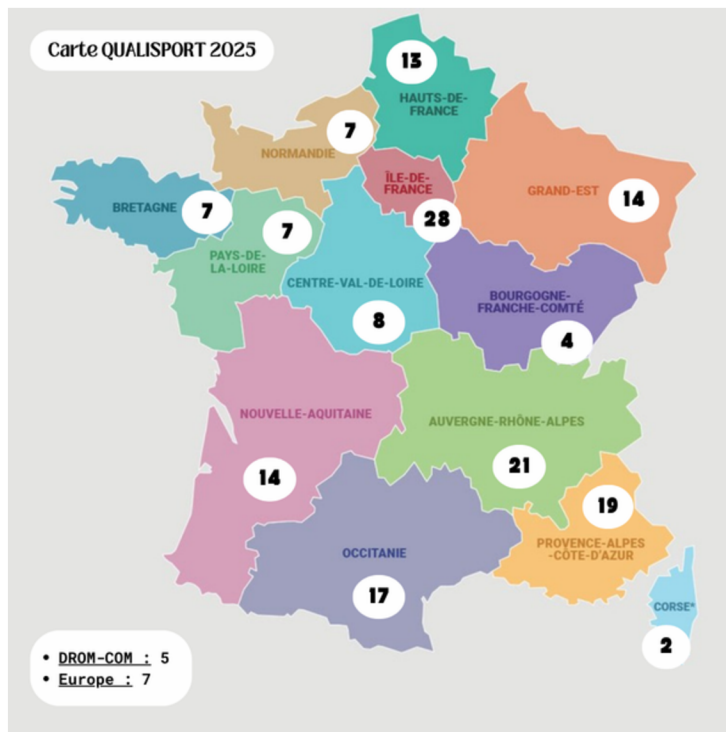 Carte QUALISPORT 2025
13
HAUTS-DE-
FRANCE
7
NORMANDIE
ÎLE-DE-
FRANCE
28
GRAND-EST
14
BRETAGNE
7
7
PAYS-DE-
LA-LOIRE
CENTRE-VAL-DE-LOIRE
8
BOURGOGNE-
FRANCHE-COMTÉ
4
NOUVELLE-AQUITAINE
14
AUVERGNE-RHÔNE-ALPES
21
19
PROVENCE-ALPES
-CÔTE-D'AZUR
OCCITANIE
17
CORSE*
2
• DROM-COM : 5
• Europe : 7